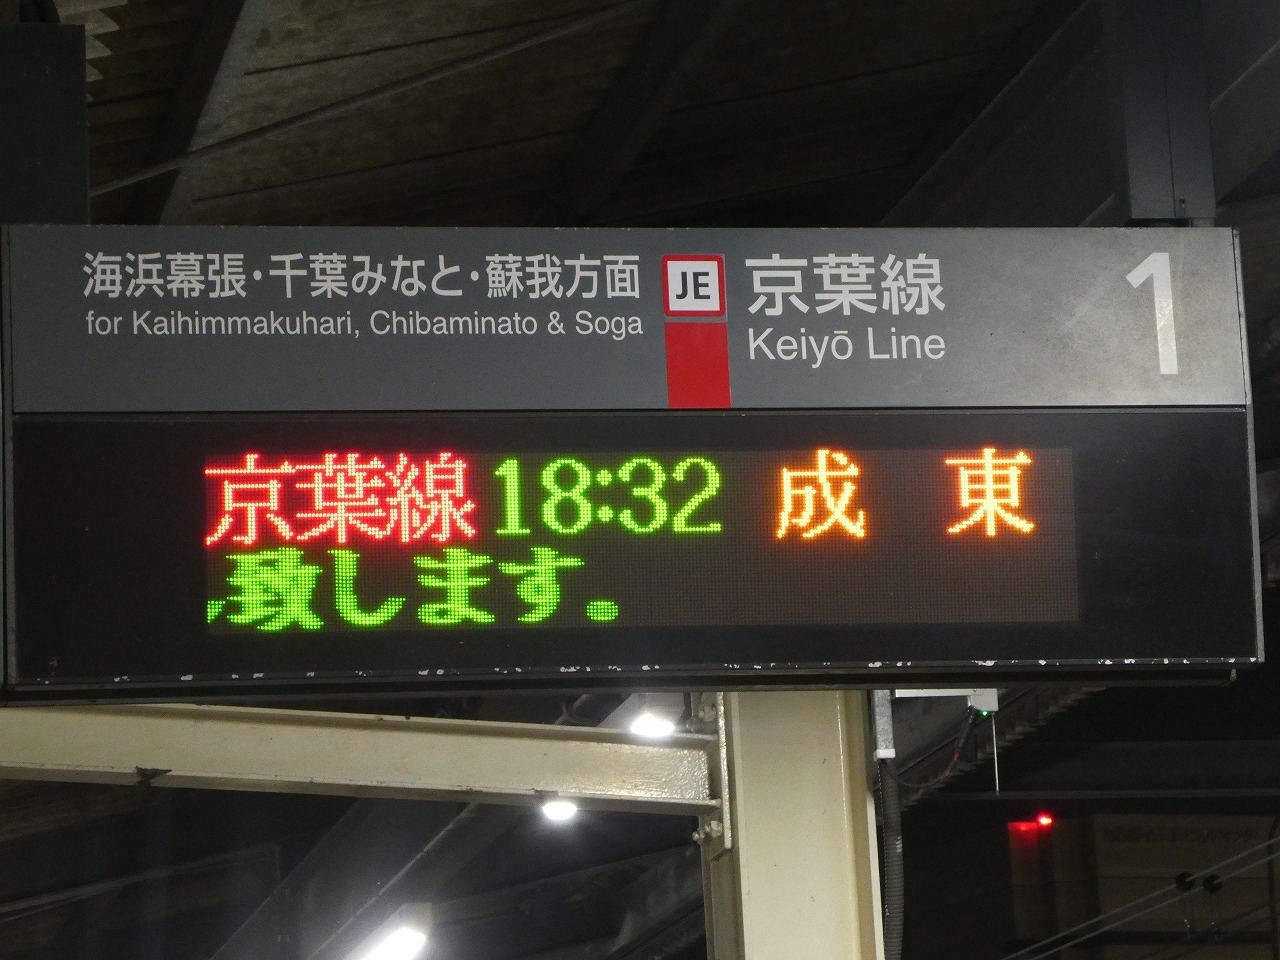 海浜幕張・千葉みなと・蘇我方面
for Kaihimmakuhari, Chibaminato & Soga
JE
京葉線
Keiyō Line
1
京葉線 18:32 成 東
致します。